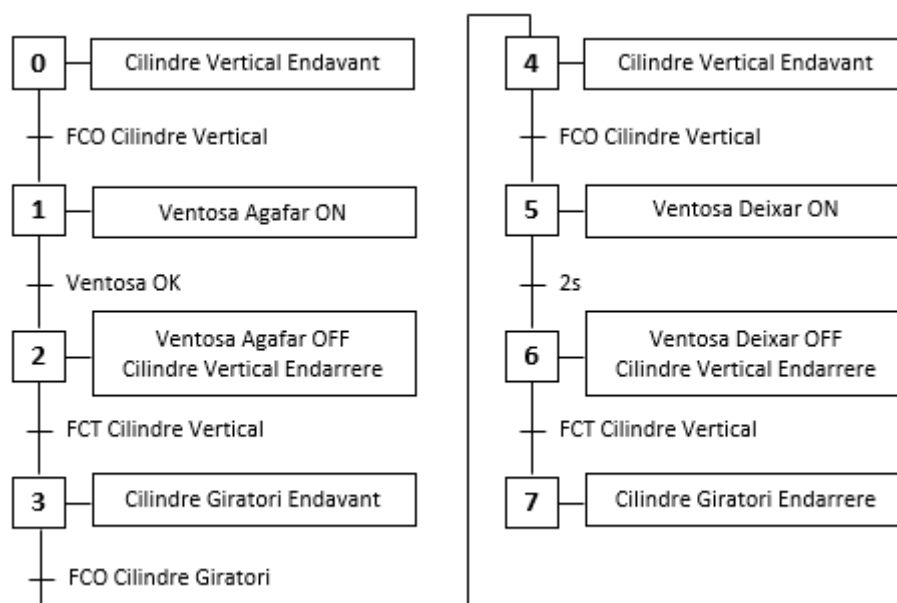 0
Cilindre Vertical Endavant
FCO Cilindre Vertical
1
Ventosa Agafar ON
Ventosa OK
2
Ventosa Agafar OFF
Cilindre Vertical Endarrere
FCT Cilindre Vertical
3
Cilindre Giratori Endavant
FCO Cilindre Giratori
4
Cilindre Vertical Endavant
FCO Cilindre Vertical
5
Ventosa Deixar ON
2s
6
Ventosa Deixar OFF
Cilindre Vertical Endarrere
FCT Cilindre Vertical
7
Cilindre Giratori Endarrere